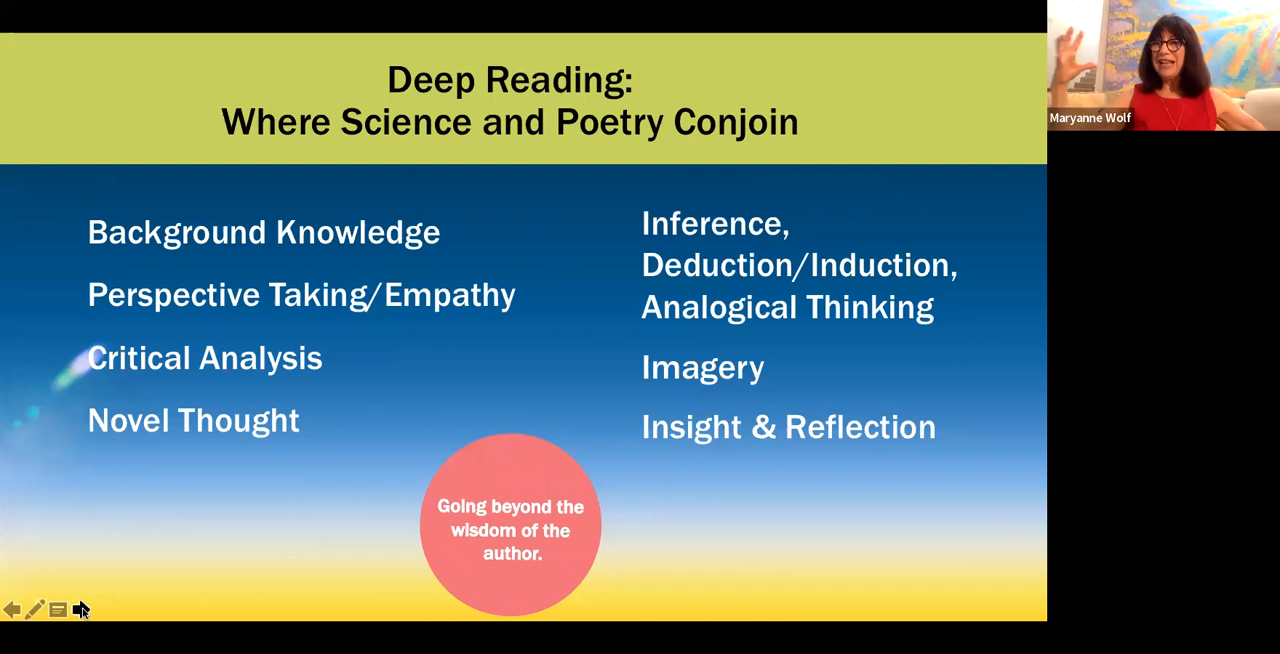 Deep Reading:
Where Science and Poetry Conjoin
Maryanne Wolf
Background Knowledge
Perspective Taking/Empathy
Critical Analysis
Novel Thought
Inference,
Deduction/Induction,
Analogical Thinking
Imagery
Insight & Reflection
Going beyond the
wisdom of the
author.